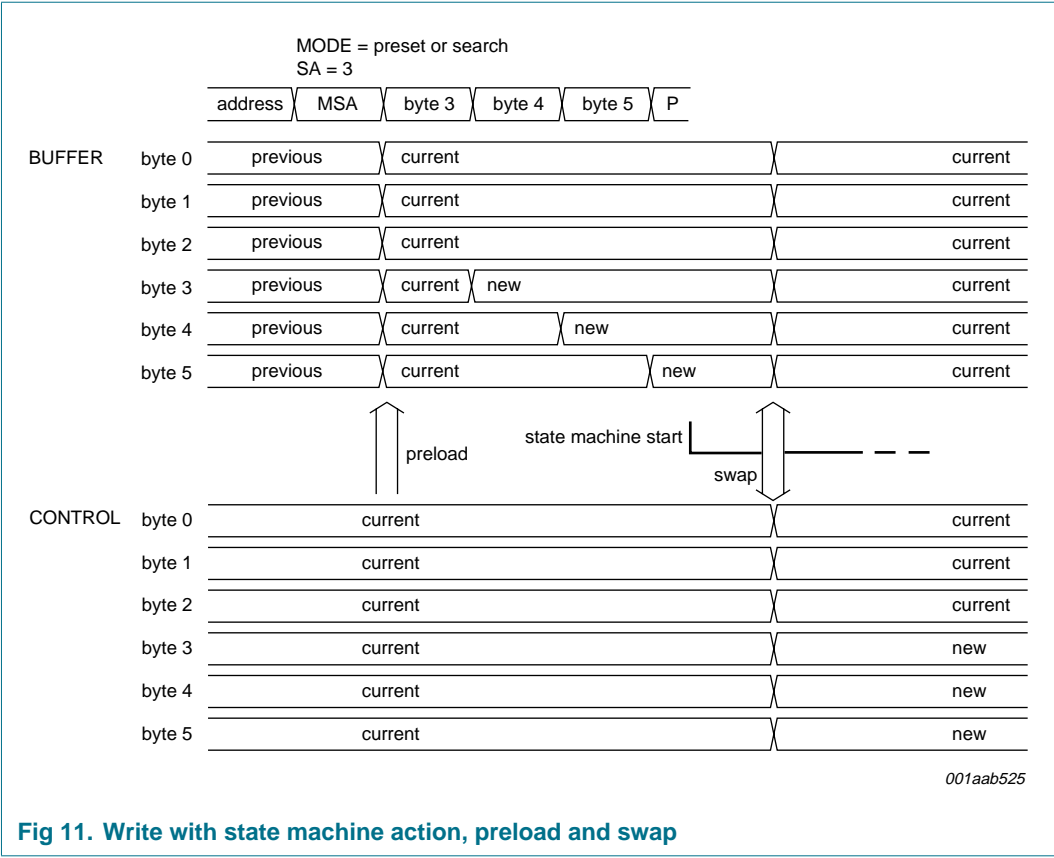 MODE = preset or search
SA = 3
address MSA byte 3 byte 4 byte 5 P
BUFFER byte 0 previous current current
byte 1 previous current current
byte 2 previous current current
byte 3 previous current new current
byte 4 previous current new current
byte 5 previous current new current
state machine start
preload
swap
CONTROL byte 0 current current
byte 1 current current
byte 2 current current
byte 3 current new
byte 4 current new
byte 5 current new
001aab525
Fig 11. Write with state machine action, preload and swap